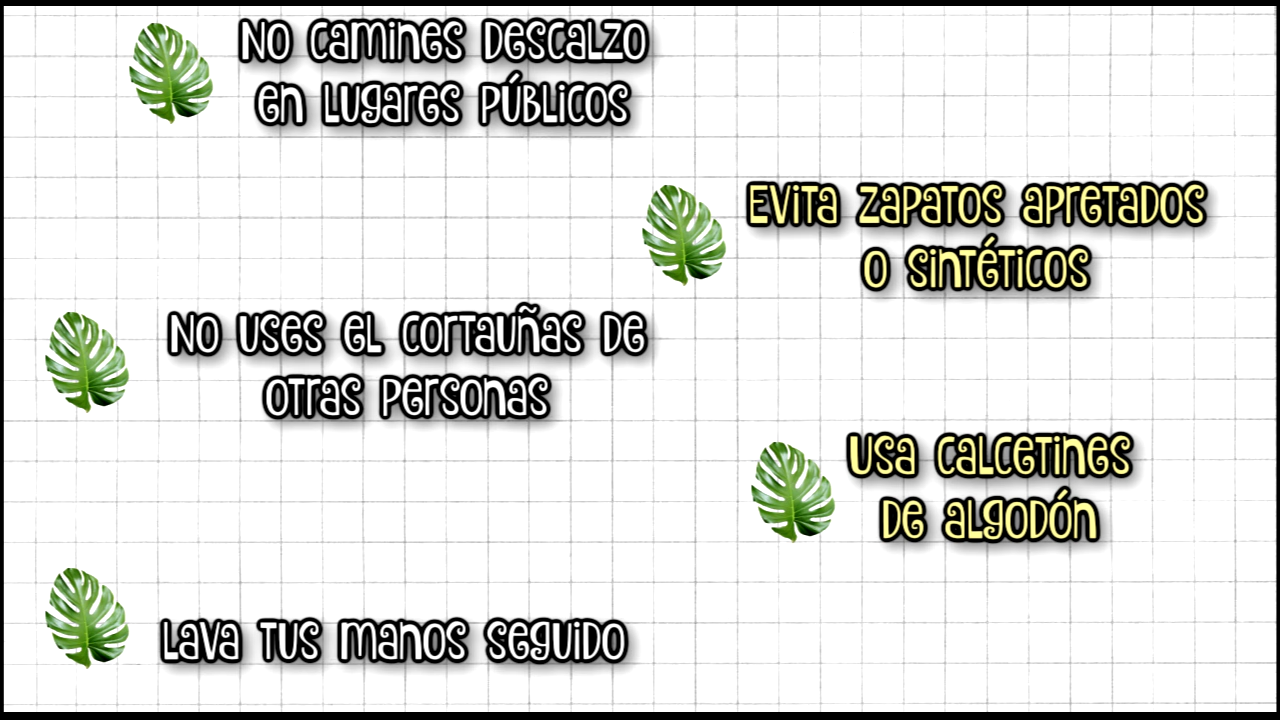 No camines descalzo
en lugares públicos
Evita zapatos apretados
o sintéticos
No uses el cortauñas de
otras personas
Usa calcetines
de algodón
Lava tus manos seguido